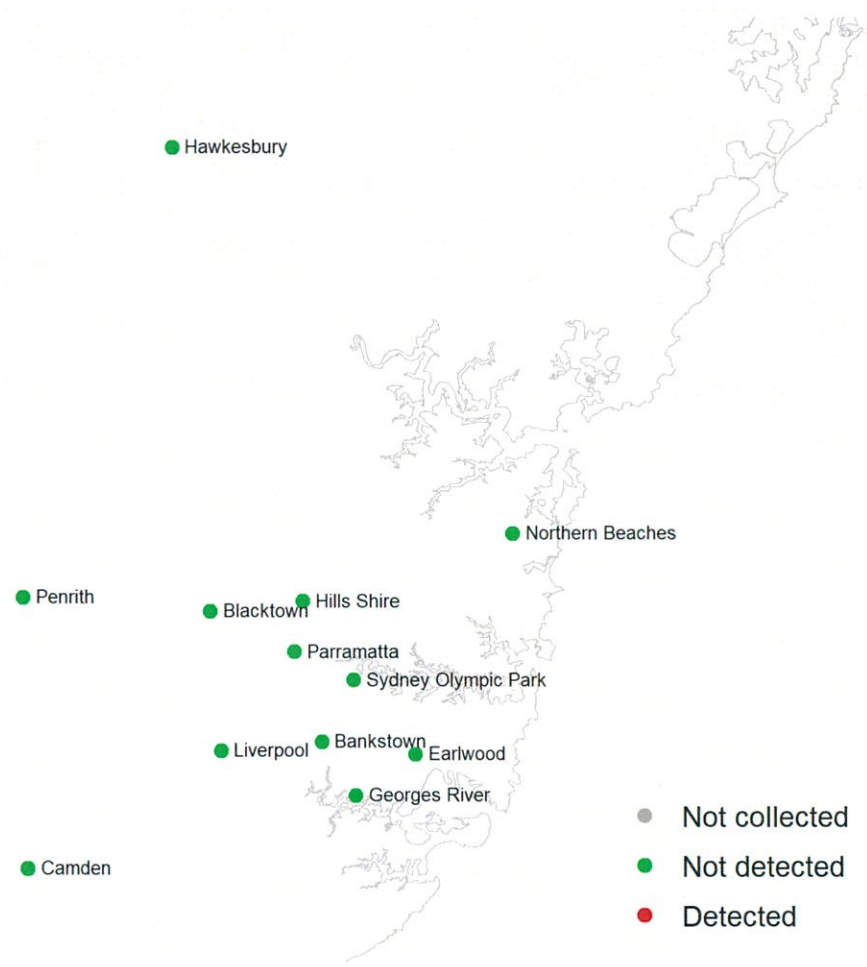 Hawkesbury
Northern Beaches
Penrith
Hills Shire
Blacktown
Parramatta
Sydney Olympic Park
Bankstown
Liverpool
Earlwood
Georges River
Not collected
Camden
Not detected
Detected